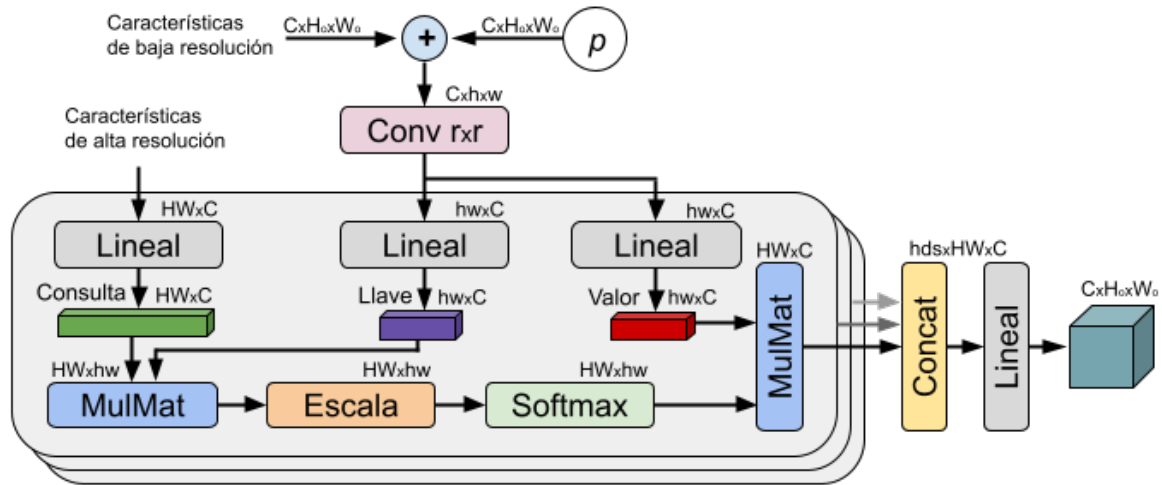 Características
de baja resolución
CxHₒxWₒ
+
CxHₒxWₒ
p
Cxhxw
Conv rxr
Características
de alta resolución
HWxC
hwxC
hwxC
Lineal
Lineal
Lineal
HWxC
hdsxHWxC
Consulta
HWxC
Llave
hwxC
Valor
hwxC
CxHₒxWₒ
MulMat
Concat
Lineal
HWxhw
HWxhw
HWxhw
MulMat
Escala
Softmax